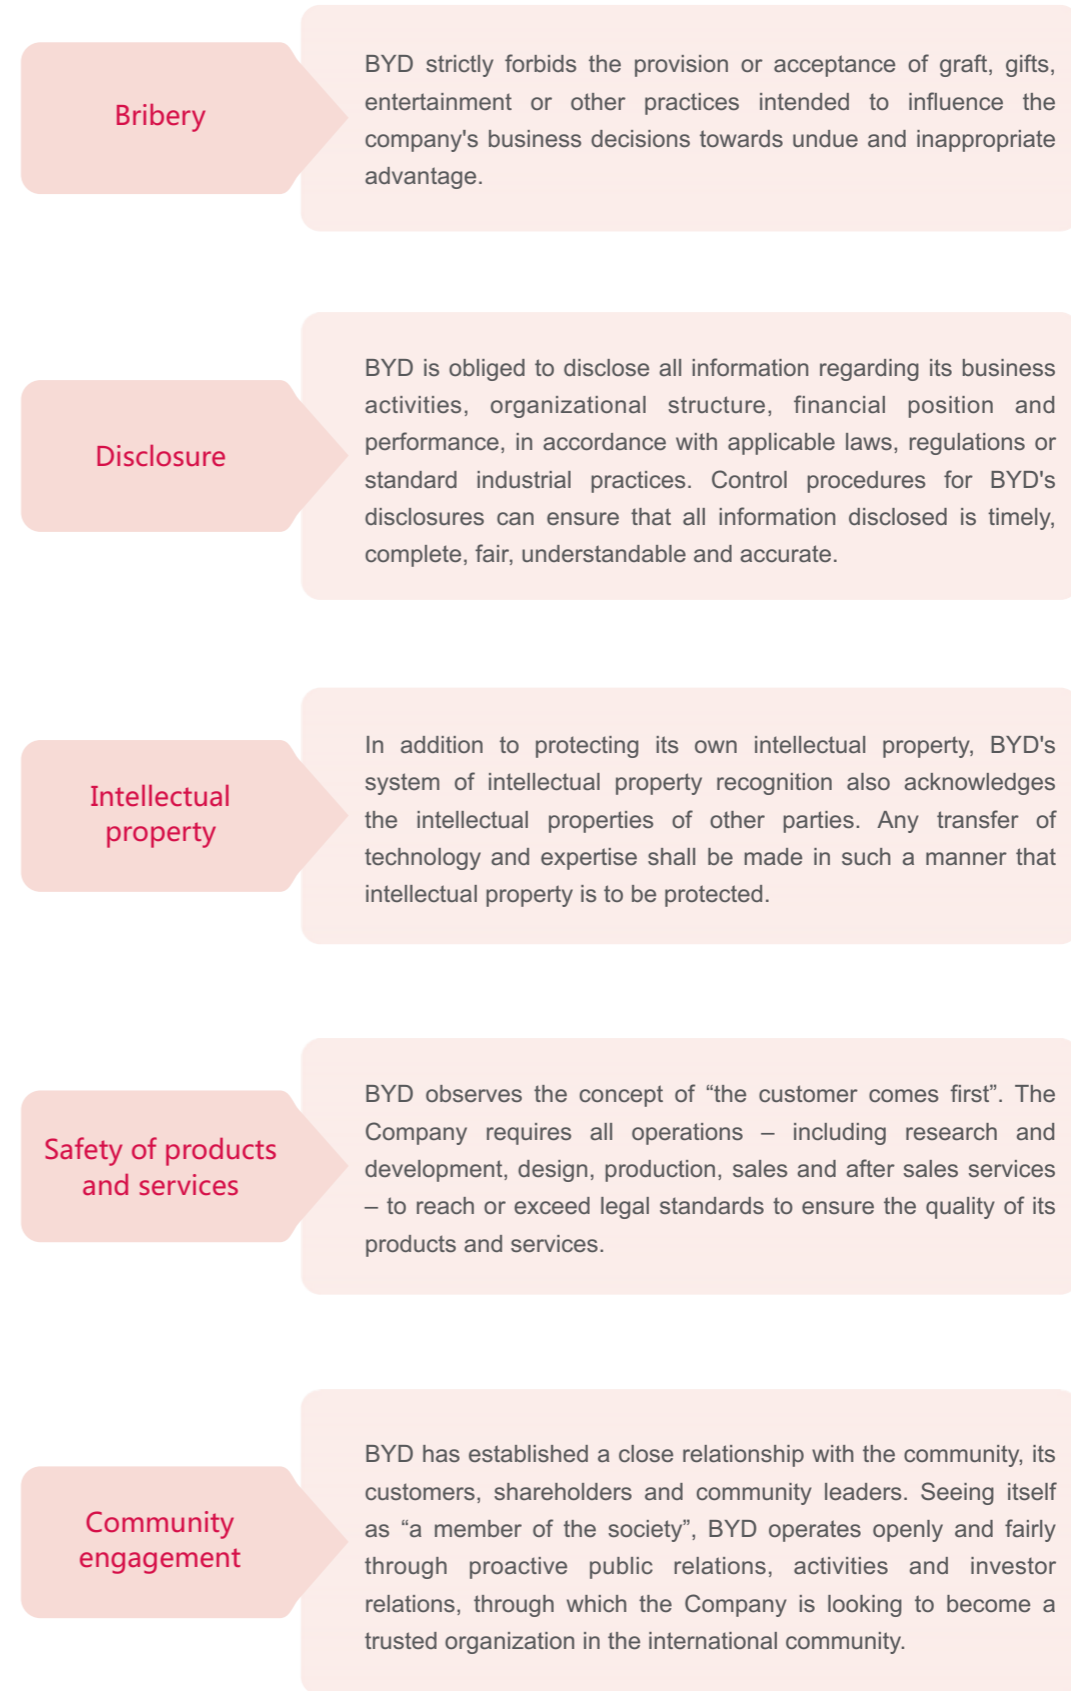 Bribery
BYD strictly forbids the provision or acceptance of graft, gifts,
entertainment or other practices intended to influence the
company's business decisions towards undue and inappropriate
advantage.
Disclosure
BYD is obliged to disclose all information regarding its business
activities, organizational structure, financial position and
performance, in accordance with applicable laws, regulations or
standard industrial practices. Control procedures for BYD's
disclosures can ensure that all information disclosed is timely,
complete, fair, understandable and accurate.
Intellectual
property
In addition to protecting its own intellectual property, BYD's
system of intellectual property recognition also acknowledges
the intellectual properties of other parties. Any transfer of
technology and expertise shall be made in such a manner that
intellectual property is to be protected.
Safety of products
and services
BYD observes the concept of “the customer comes first”. The
Company requires all operations – including research and
development, design, production, sales and after sales services
– to reach or exceed legal standards to ensure the quality of its
products and services.
Community
engagement
BYD has established a close relationship with the community, its
customers, shareholders and community leaders. Seeing itself
as “a member of the society”, BYD operates openly and fairly
through proactive public relations, activities and investor
relations, through which the Company is looking to become a
trusted organization in the international community.